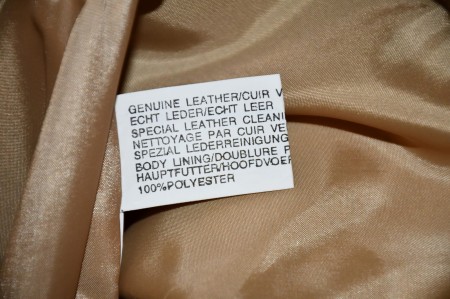 GENUINE LEATHER/CUIR V
ECHT LEDER/ECHT LEER
SPECIAL LEATHER CLEANI
NETTOYAGE PAR CUIR VE
SPEZIAL LEDERREINIGUNG
BODY LINING/DOUBLURE P
HAUPTFUTTER/HOOFDVOE
100%POLYESTER